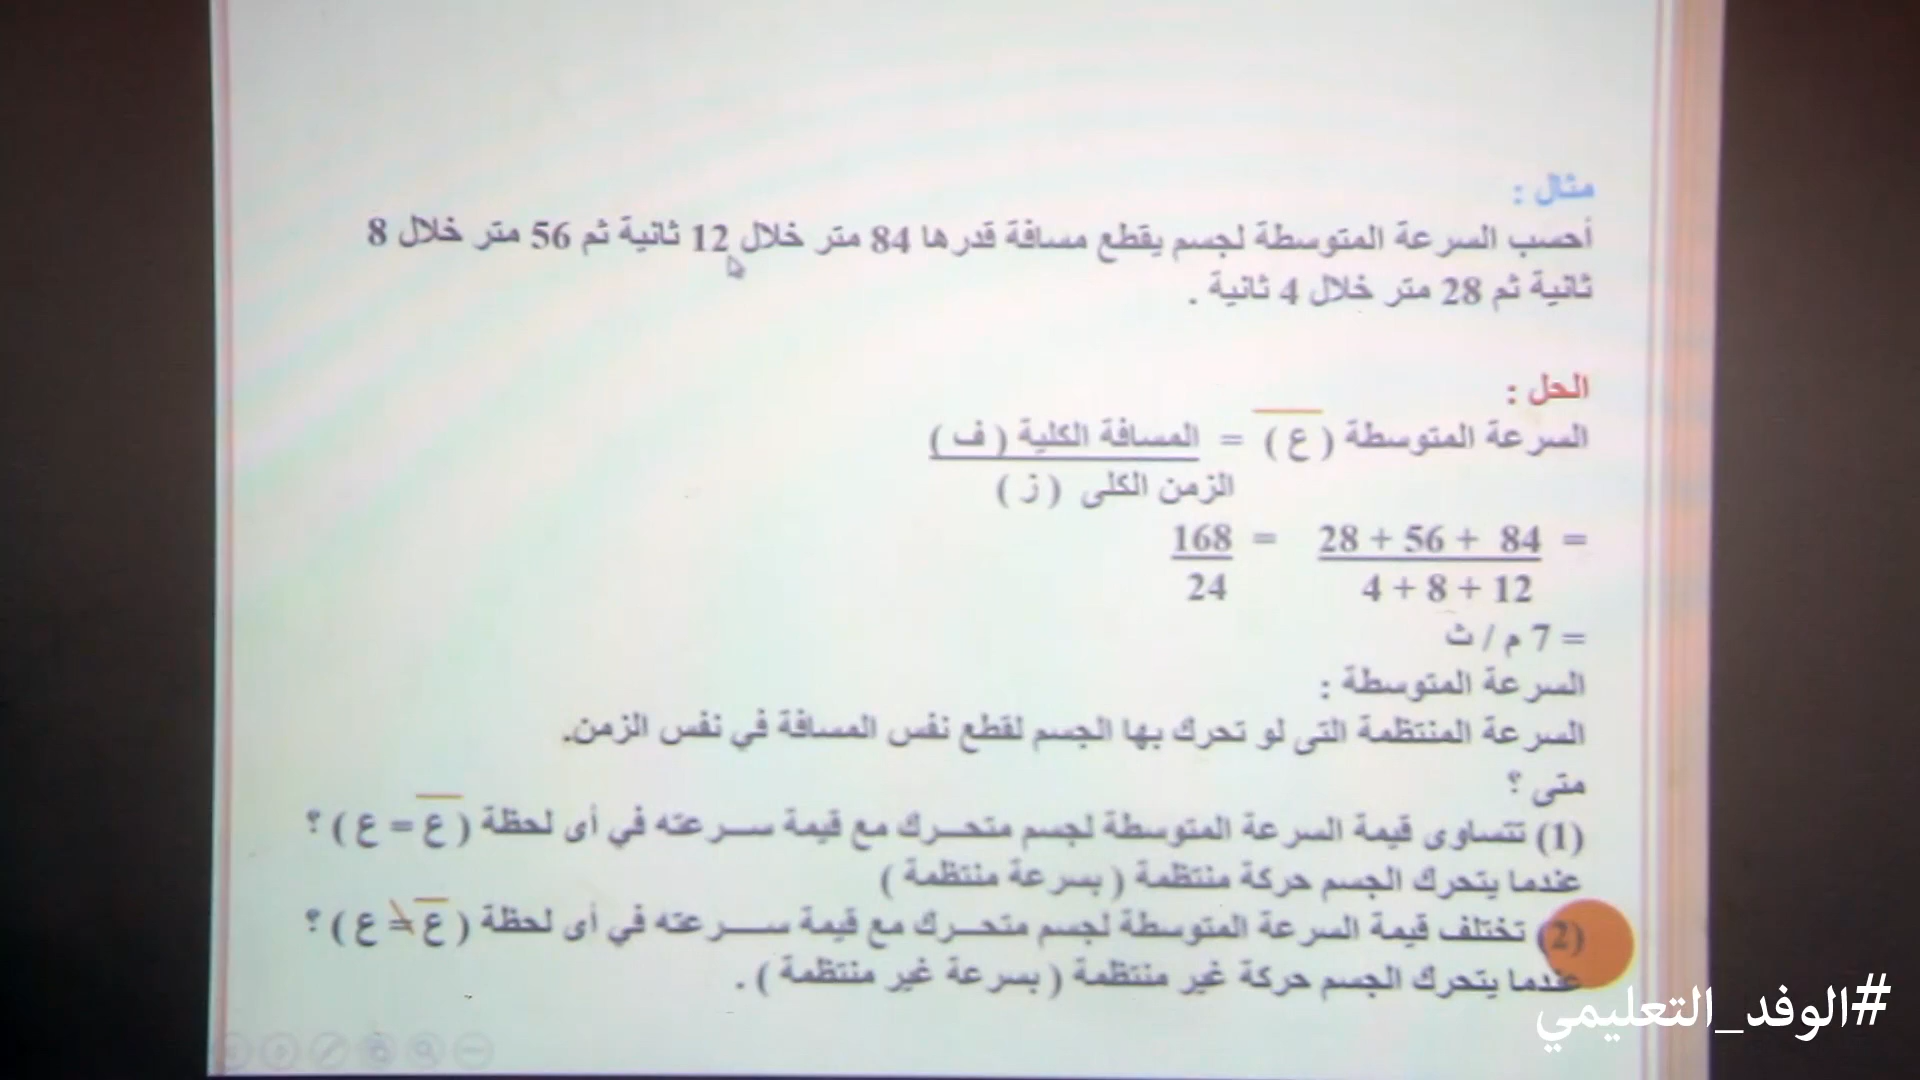 مثال :
أحسب السرعة المتوسطة لجسم يقطع مسافة قدرها 84 متر خلال 12 ثانية ثم 56 متر خلال 8
ثانية ثم 28 متر خلال 4 ثانية .
الحل :
السرعة المتوسطة ( ع ) = المسافة الكلية ( ف )
الزمن الكلى ( ز )
= 84 + 56 + 28 = 168
12 + 8 + 4 24
= 7 م / ث
السرعة المتوسطة :
السرعة المنتظمة التى لو تحرك بها الجسم لقطع نفس المسافة في نفس الزمن.
متى ؟
(1) تتساوى قيمة السرعة المتوسطة لجسم متحرك مع قيمة سرعته في أى لحظة ( ع = ع ) ؟
عندما يتحرك الجسم حركة منتظمة ( بسرعة منتظمة )
(2) تختلف قيمة السرعة المتوسطة لجسم متحرك مع قيمة سرعته في أى لحظة ( ع ≠ ع ) ؟
عندما يتحرك الجسم حركة غير منتظمة ( بسرعة غير منتظمة ) .
#الوفد_التعليمي